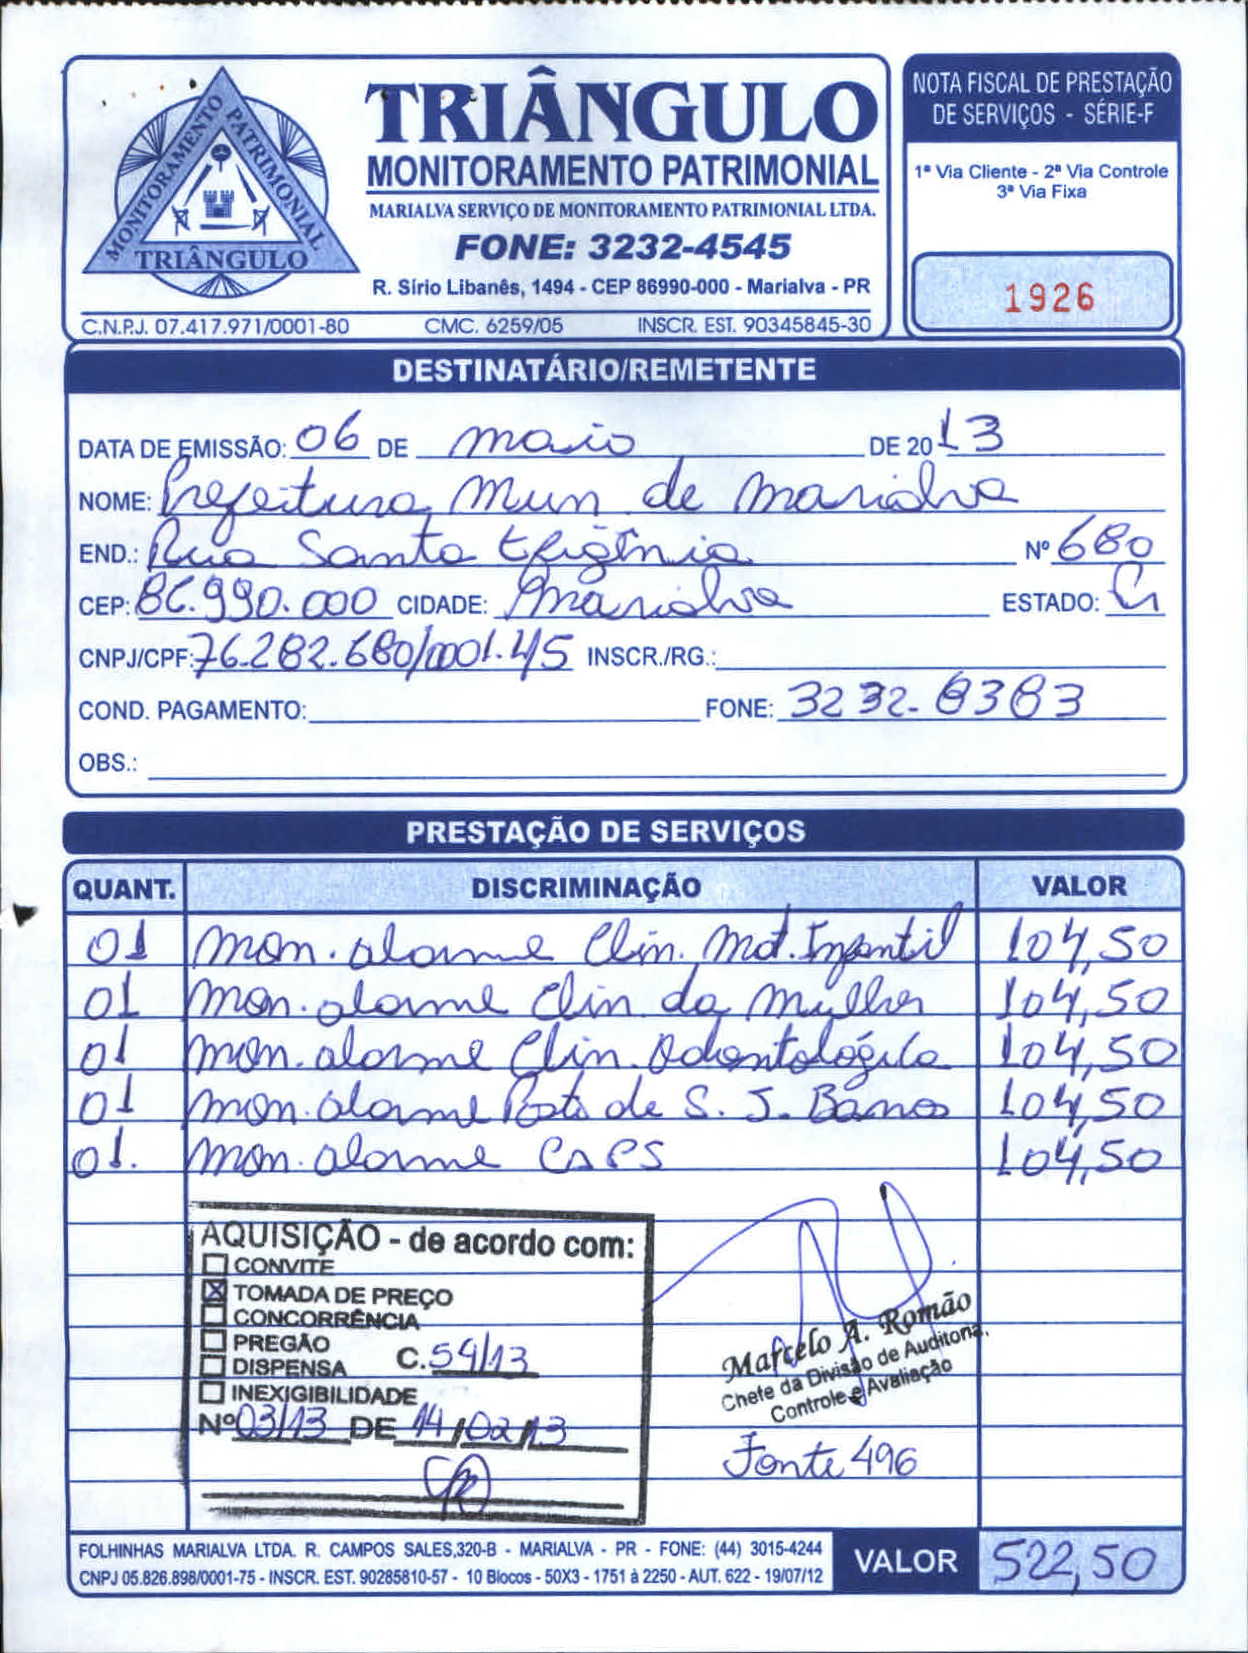 MONITORAMENTO PATRIMONIAL
TRIÂNGULO
TRIÂNGULO
MONITORAMENTO PATRIMONIAL
MARIALVA SERVIÇO DE MONITORAMENTO PATRIMONIAL LTDA.
FONE: 3232-4545
R. Sírio Libanês, 1494 - CEP 86990-000 - Marialva - PR
C.N.P.J. 07.417.971/0001-80 CMC. 6259/05 INSCR. EST. 90345845-30
NOTA FISCAL DE PRESTAÇÃO
DE SERVIÇOS - SÉRIE-F
1ª Via Cliente - 2ª Via Controle
3ª Via Fixa
1926
DESTINATÁRIO/REMETENTE
DATA DE EMISSÃO: 06 DE maio DE 2013
NOME: Prefeitura Mun de Marialva
END.: Rua Santa Efigênia Nº 680
CEP: 86.990.000 CIDADE: Marialva ESTADO:
CNPJ/CPF: 76.282.680/0001.45 INSCR./RG.:
COND. PAGAMENTO: FONE: 3232-8383
OBS.:
PRESTAÇÃO DE SERVIÇOS
QUANT. DISCRIMINAÇÃO VALOR
01 mon. alarme Clin. Mat. Infantil 104,50
01 mon. alarme Clin da Mulher 104,50
01 mon. alarme Clin. Odontológica 104,50
01 mon. alarme Posto de S. J. Barros 104,50
01. mon. alarme CAPS 104,50
AQUISIÇÃO - de acordo com:
CONVITE
TOMADA DE PREÇO
CONCORRÊNCIA
PREGÃO
DISPENSA C. 54/13
INEXIGIBILIDADE
Nº 03/13 DE 14/02/13
Marcelo A. Romão
Chefe da Divisão de Auditoria,
Controle e Avaliação
Fonte 496
FOLHINHAS MARIALVA LTDA. R. CAMPOS SALES,320-B - MARIALVA - PR - FONE: (44) 3015-4244
CNPJ 05.826.898/0001-75 - INSCR. EST. 90285810-57 - 10 Blocos - 50X3 - 1751 à 2250 - AUT. 622 - 19/07/12
VALOR 522,50